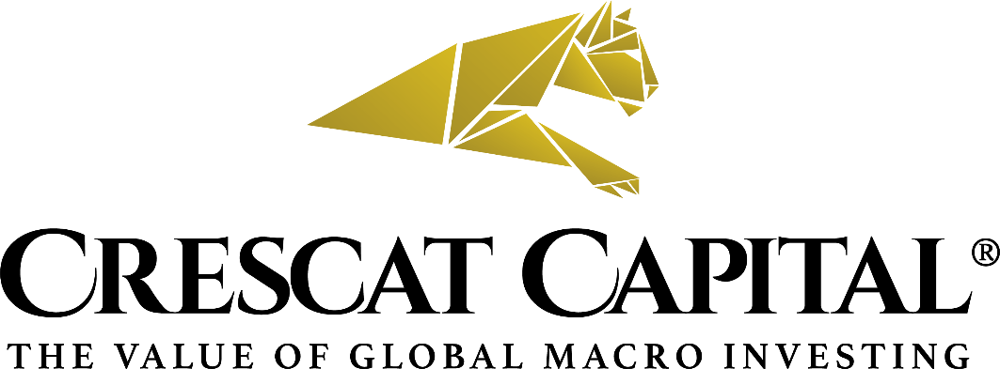 CRESCAT CAPITAL®
THE VALUE OF GLOBAL MACRO INVESTING